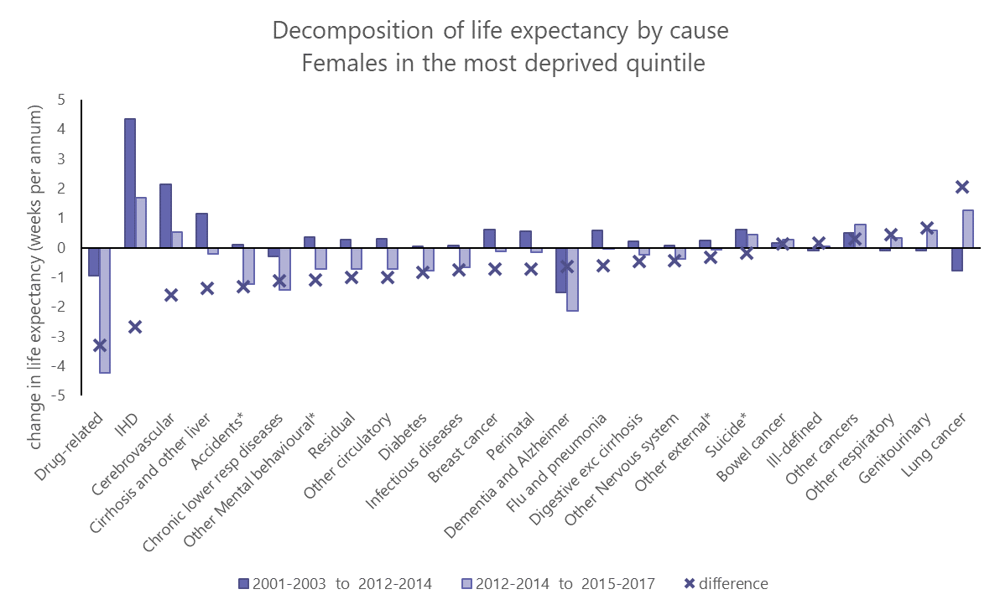 Decomposition of life expectancy by cause
Females in the most deprived quintile
change in life expectancy (weeks per annum)
5
4
3
2
1
0
-1
-2
-3
-4
-5
Drug-related
IHD
Cerebrovascular
Cirrhosis and other liver
Accidents*
Chronic lower resp diseases
Other Mental behavioural*
Residual
Other circulatory
Diabetes
Infectious diseases
Breast cancer
Perinatal
Dementia and Alzheimer
Flu and pneumonia
Digestive exc cirrhosis
Other Nervous system
Other external*
Suicide*
Bowel cancer
Ill-defined
Other cancers
Other respiratory
Genitourinary
Lung cancer
2001-2003 to 2012-2014
2012-2014 to 2015-2017
difference